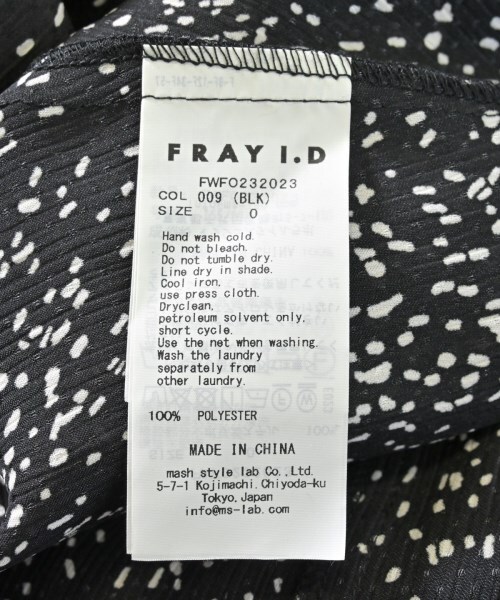 FRAY I.D
FWFO232023
COL 009 (BLK)
SIZE 0
Hand wash cold.
Do not bleach.
Do not tumble dry.
Line dry in shade.
Cool iron,
use press cloth.
Dryclean,
petroleum solvent only,
short cycle.
Use the net when washing.
Wash the laundry
separately from
other laundry.
100% POLYESTER
MADE IN CHINA
mash style lab Co.,Ltd.
5-7-1 Kojimachi.Chiyoda-ku
Tokyo,Japan
info@ms-lab.com